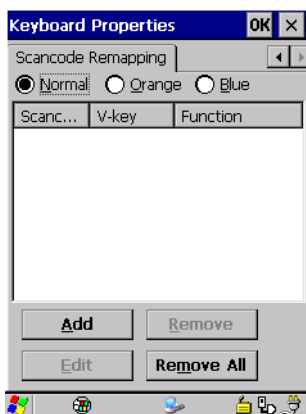 Keyboard Properties OK ×
Scancode Remapping
Normal Orange Blue
Scanc... V-key Function
Add Remove
Edit Remove All